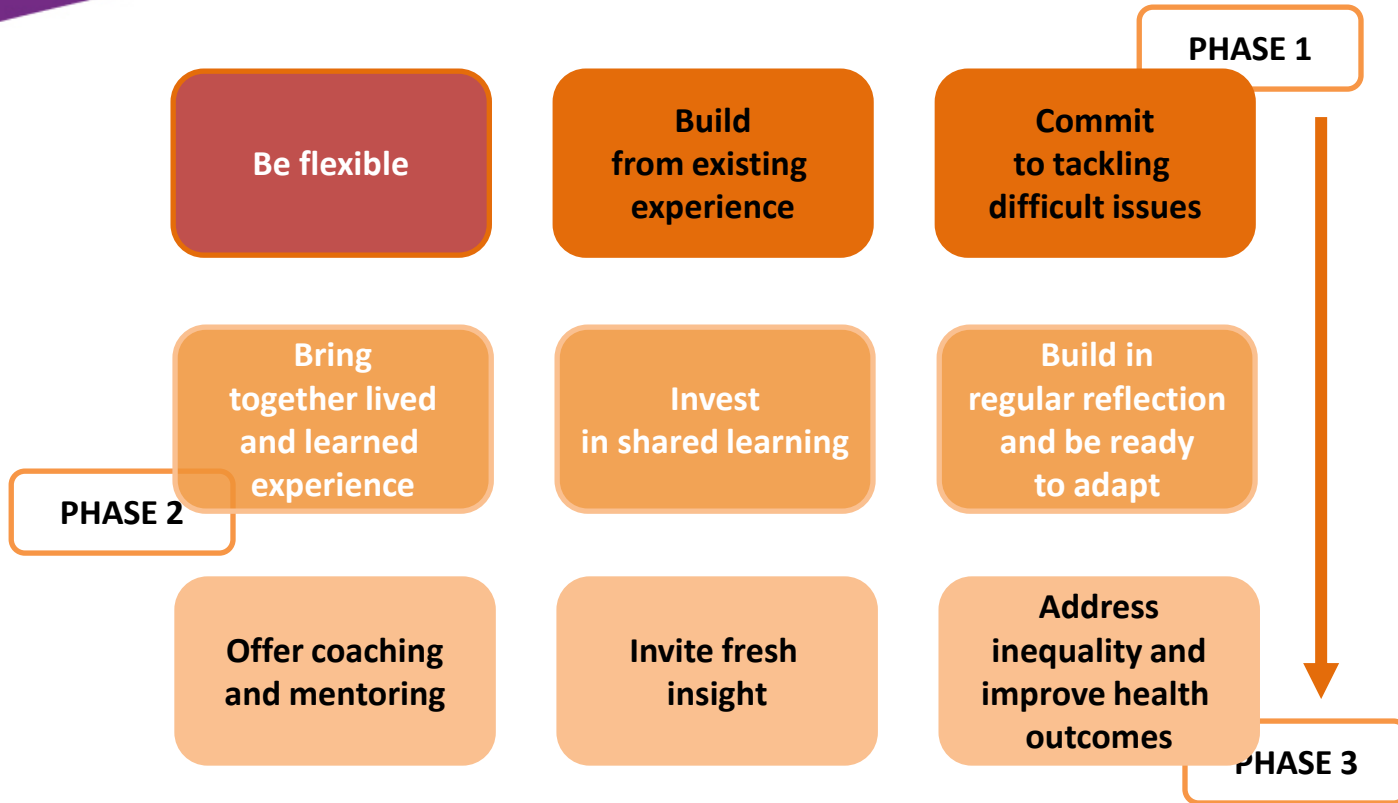 PHASE 1
Be flexible
Build
from existing
experience
Commit
to tackling
difficult issues
Bring
together lived
and learned
experience
Invest
in shared learning
Build in
regular reflection
and be ready
to adapt
PHASE 2
Offer coaching
and mentoring
Invite fresh
insight
Address
inequality and
improve health
outcomes
PHASE 3